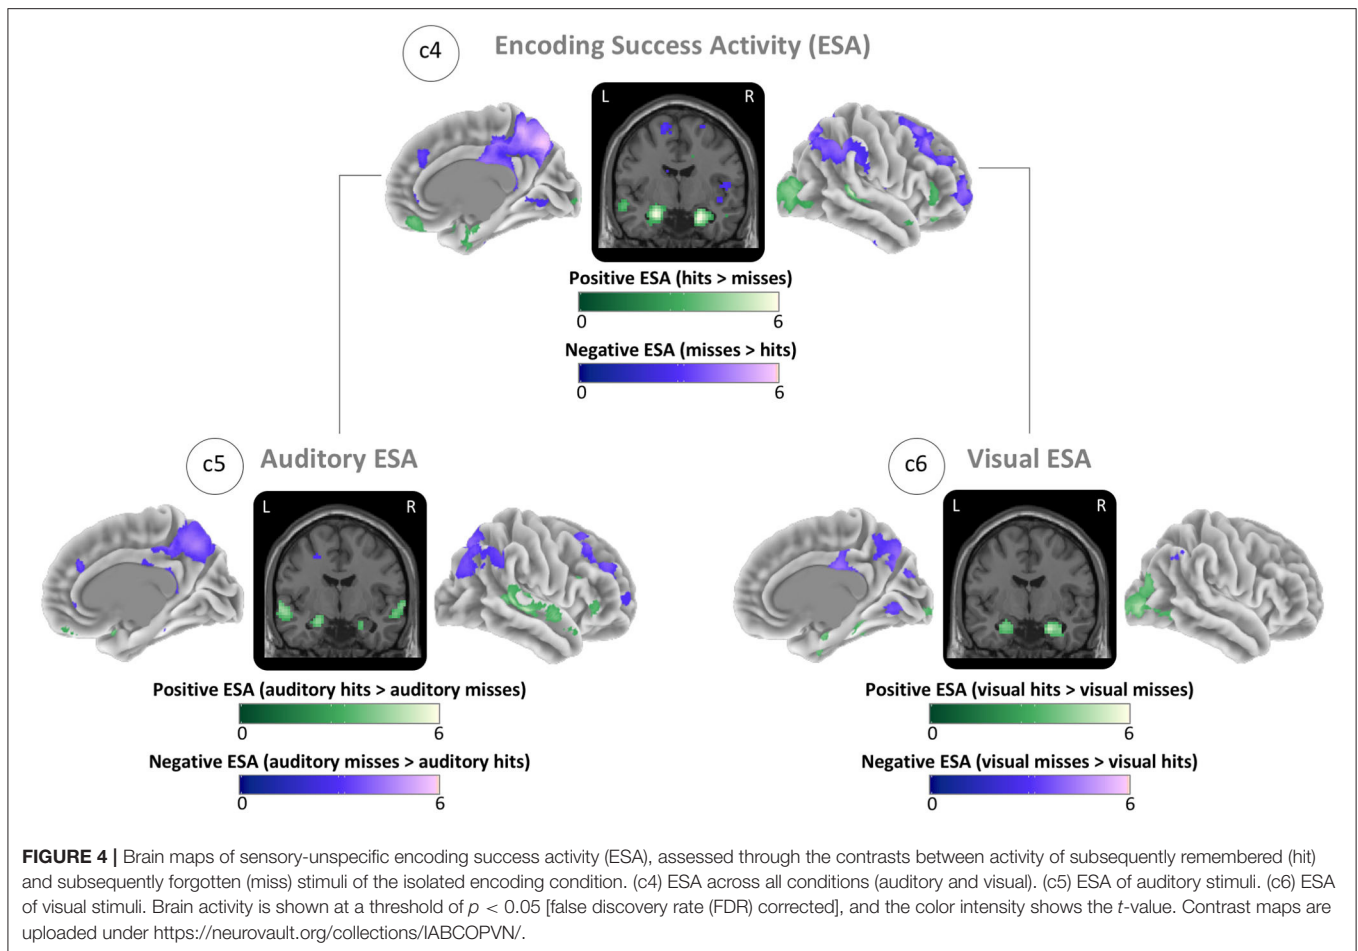 c4 Encoding Success Activity (ESA)
L R
Positive ESA (hits > misses)
0 6
Negative ESA (misses > hits)
0 6
c5 Auditory ESA
L R
Positive ESA (auditory hits > auditory misses)
0 6
Negative ESA (auditory misses > auditory hits)
0 6
c6 Visual ESA
L R
Positive ESA (visual hits > visual misses)
0 6
Negative ESA (visual misses > visual hits)
0 6
FIGURE 4 | Brain maps of sensory-unspecific encoding success activity (ESA), assessed through the contrasts between activity of subsequently remembered (hit)
and subsequently forgotten (miss) stimuli of the isolated encoding condition. (c4) ESA across all conditions (auditory and visual). (c5) ESA of auditory stimuli. (c6) ESA
of visual stimuli. Brain activity is shown at a threshold of p < 0.05 [false discovery rate (FDR) corrected], and the color intensity shows the t-value. Contrast maps are
uploaded under https://neurovault.org/collections/IABCOPVN/.